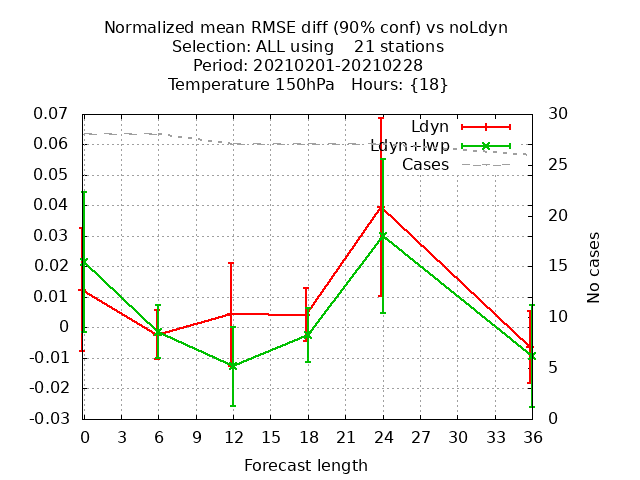 Normalized mean RMSE diff (90% conf) vs noLdyn
Selection: ALL using    21 stations
Period: 20210201-20210228
Temperature 150hPa   Hours: {18}
0.07
0.06
0.05
0.04
0.03
0.02
0.01
0
-0.01
-0.02
-0.03
30
25
20
15
10
5
0
Ldyn
Ldyn+lwp
Cases
No cases
0 3 6 9 12 15 18 21 24 27 30 33 36
Forecast length